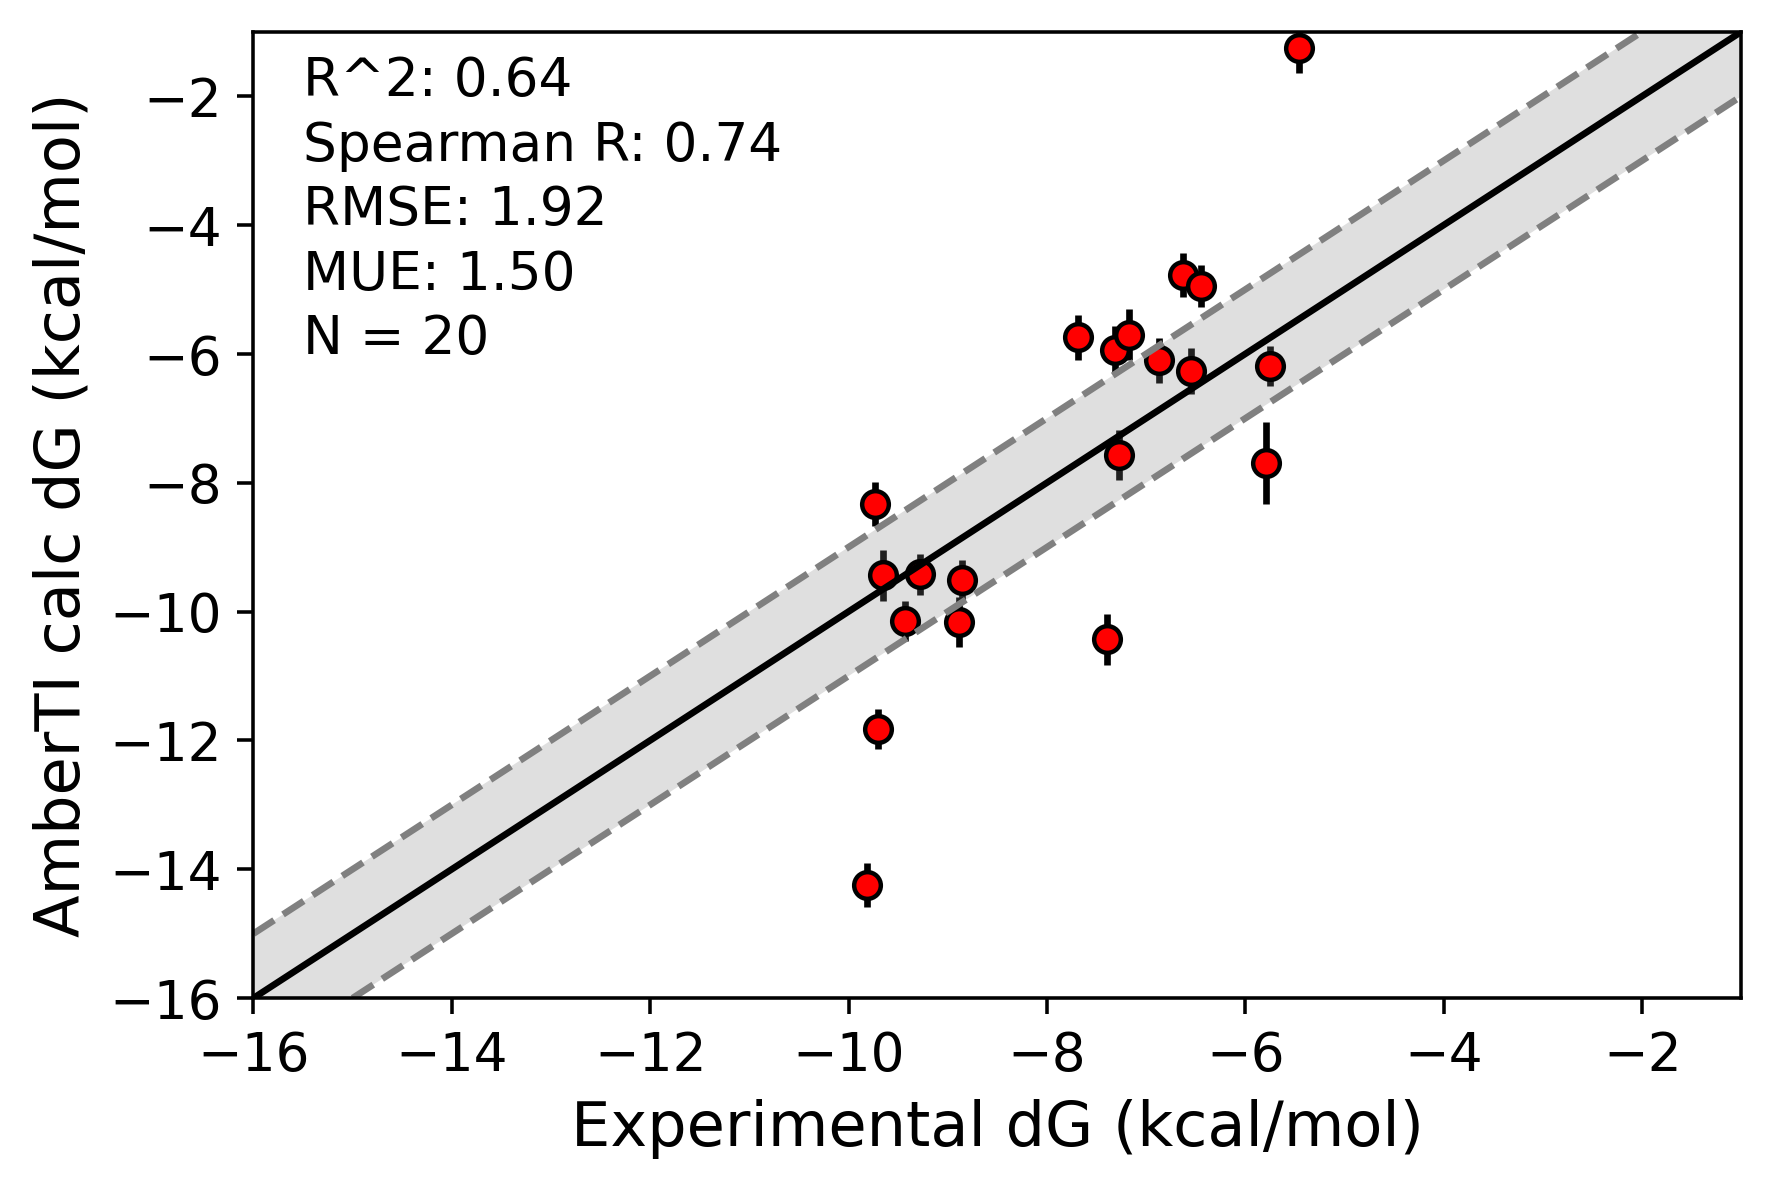 R^2: 0.64
Spearman R: 0.74
RMSE: 1.92
MUE: 1.50
N = 20
AmberTI calc dG (kcal/mol)
−2
−4
−6
−8
−10
−12
−14
−16
−16 −14 −12 −10 −8 −6 −4 −2
Experimental dG (kcal/mol)